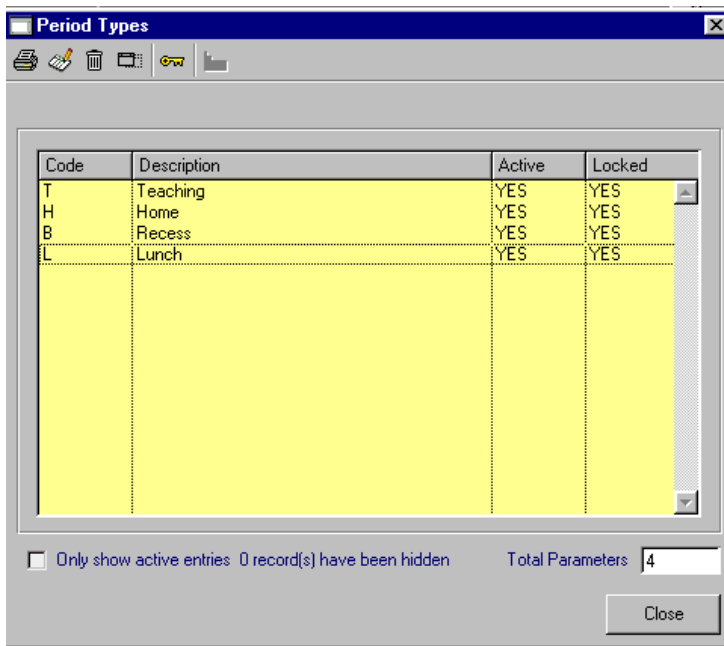 Period Types
Code Description Active Locked
T Teaching YES YES
H Home YES YES
B Recess YES YES
L Lunch YES YES
Only show active entries 0 record(s) have been hidden Total Parameters 4
Close